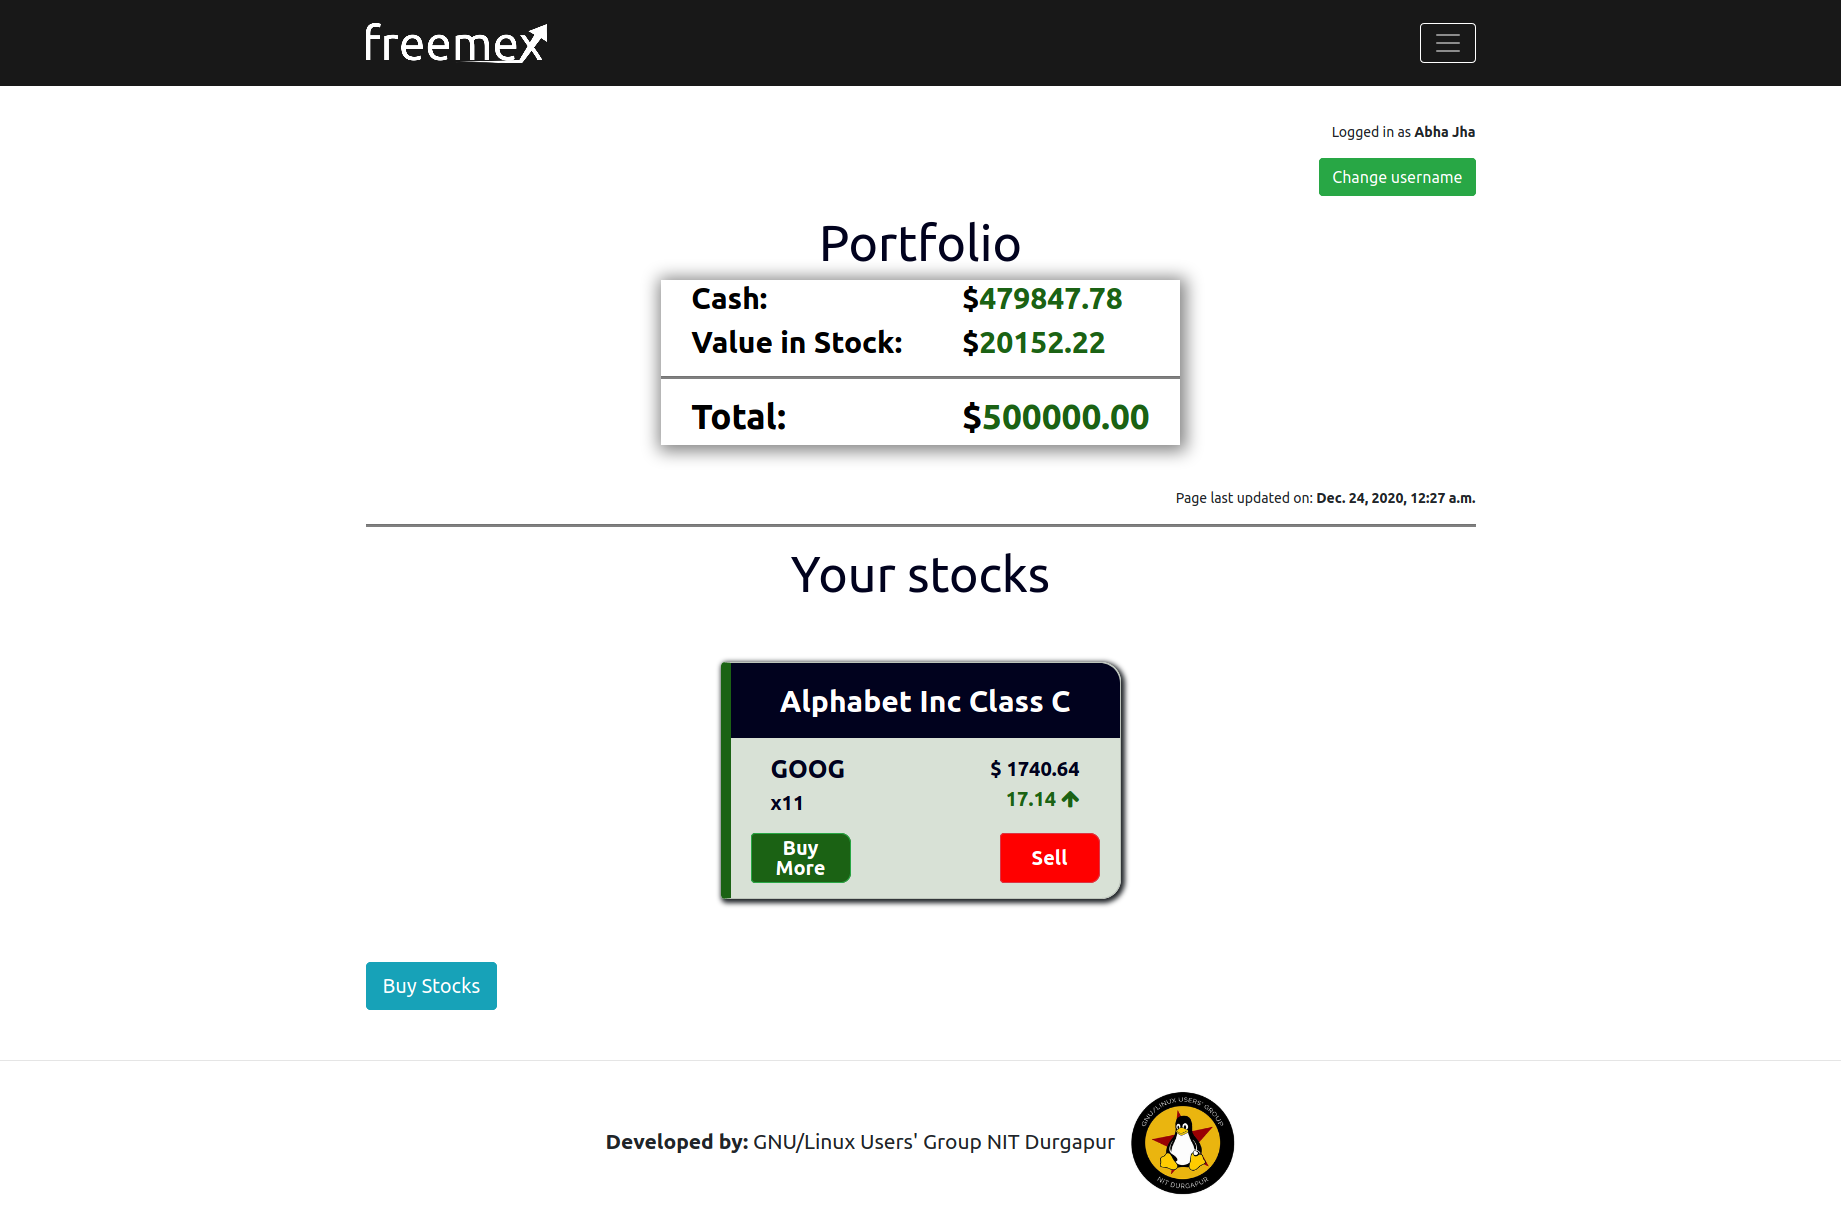 freemex
Logged in as Abha Jha
Change username
Portfolio
Cash: $479847.78
Value in Stock: $20152.22
Total: $500000.00
Page last updated on: Dec. 24, 2020, 12:27 a.m.
Your stocks
Alphabet Inc Class C
GOOG $ 1740.64
x11 17.14
Buy
More
Sell
Buy Stocks
Developed by: GNU/Linux Users' Group NIT Durgapur
GNU/LINUX USERS' GROUP
NIT DURGAPUR